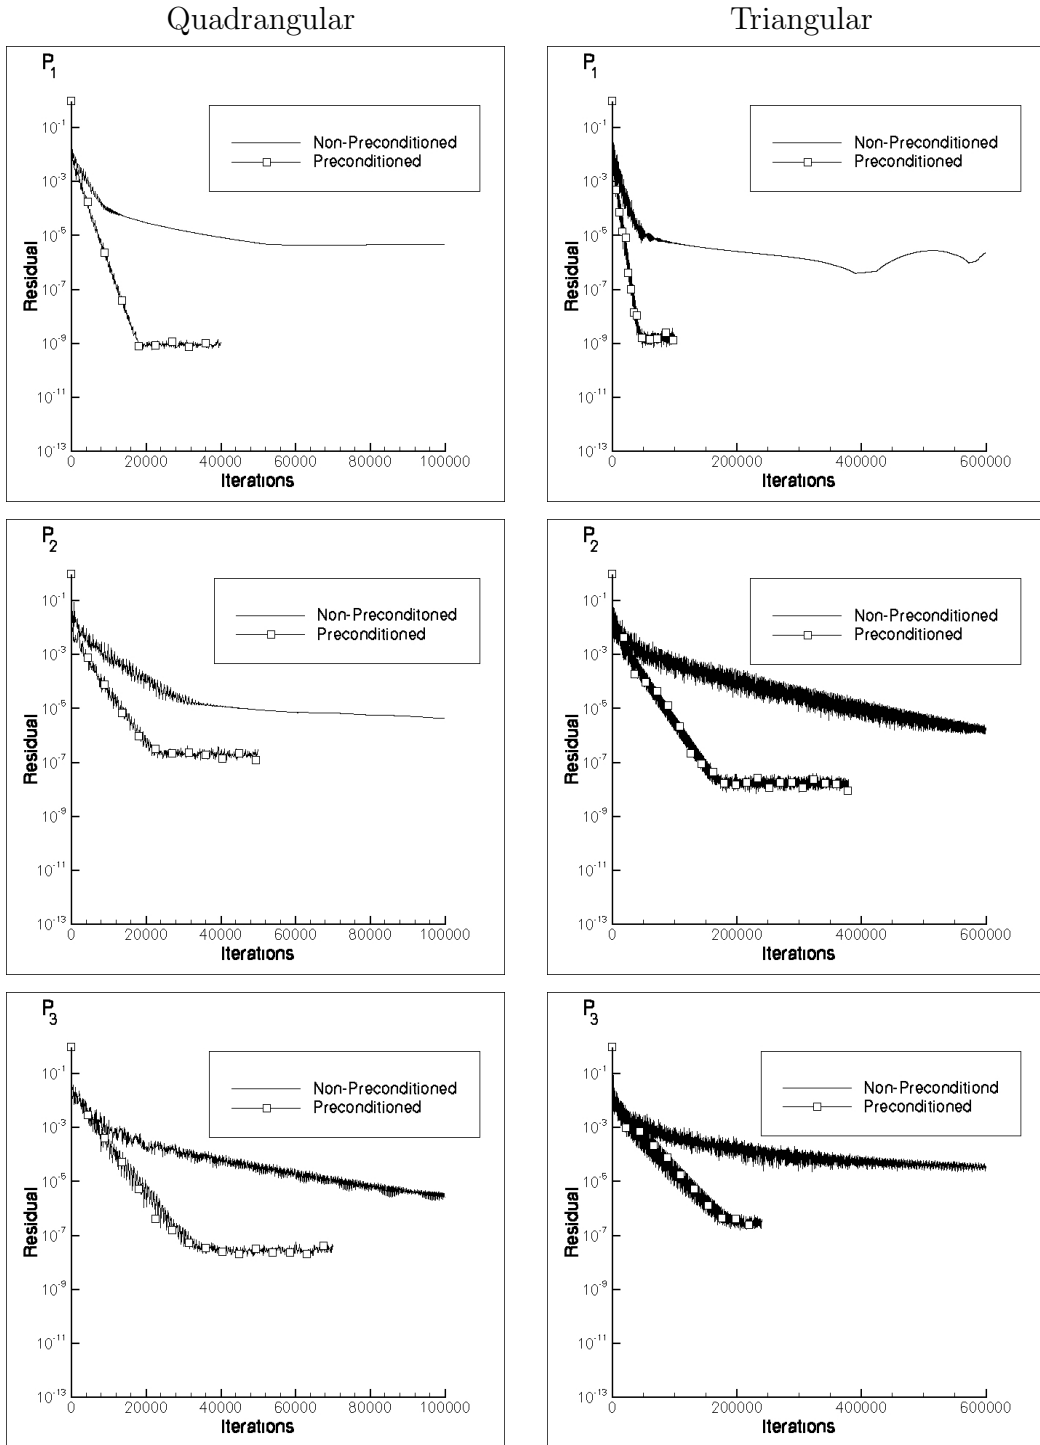 Quadrangular
Triangular
P1
Non-Preconditioned
Preconditioned
10-1
10-3
10-5
10-7
10-9
10-11
10-13
Residual
0 20000 40000 60000 80000 100000
Iterations
P1
Non-Preconditioned
Preconditioned
10-1
10-3
10-5
10-7
10-9
10-11
10-13
Residual
0 200000 400000 600000
Iterations
P2
Non-Preconditoned
Preconditioned
10-1
10-3
10-5
10-7
10-9
10-11
10-13
Residual
0 20000 40000 60000 80000 100000
Iterations
P2
Non-Preconditioned
Preconditioned
10-1
10-3
10-5
10-7
10-9
10-11
10-13
Residual
0 200000 400000 600000
Iterations
P3
Non-Preconditioned
Preconditioned
10-1
10-3
10-5
10-7
10-9
10-11
10-13
Residual
0 20000 40000 60000 80000 100000
Iterations
P3
Non-Preconditiond
Preconditioned
10-1
10-3
10-5
10-7
10-9
10-11
10-13
Residual
0 200000 400000 600000
Iterations